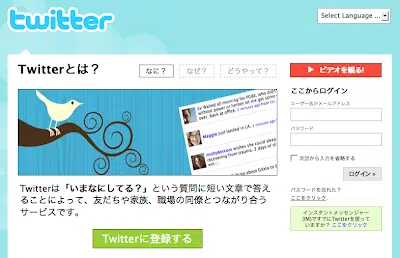 twitter
Select Language ...
Twitterとは？
なに？
なぜ？
どうやって？
ビデオを観る!
ここからログイン
ユーザー名かメールアドレス
パスワード
次回から入力を省略する
ログイン »
パスワードを忘れた？
ここをクリック.
インスタントメッセンジャー
(IM)ですでにTwitterを使って
いますか？ ここをクリック
Maggie just landed in LA.
Twitterは「いまなにしてる？」という質問に短い文章で答え
ることによって、友だちや家族、職場の同僚とつながり合う
サービスです。
Twitterに登録する